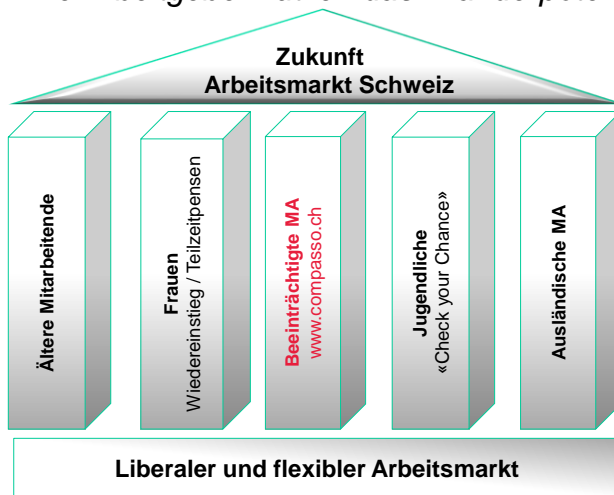 Zukunft
Arbeitsmarkt Schweiz
Ältere Mitarbeitende
Frauen
Wiedereinstieg / Teilzeitpensen
Beeinträchtigte MA
www.compasso.ch
Jugendliche
«Check your Chance»
Ausländische MA
Liberaler und flexibler Arbeitsmarkt